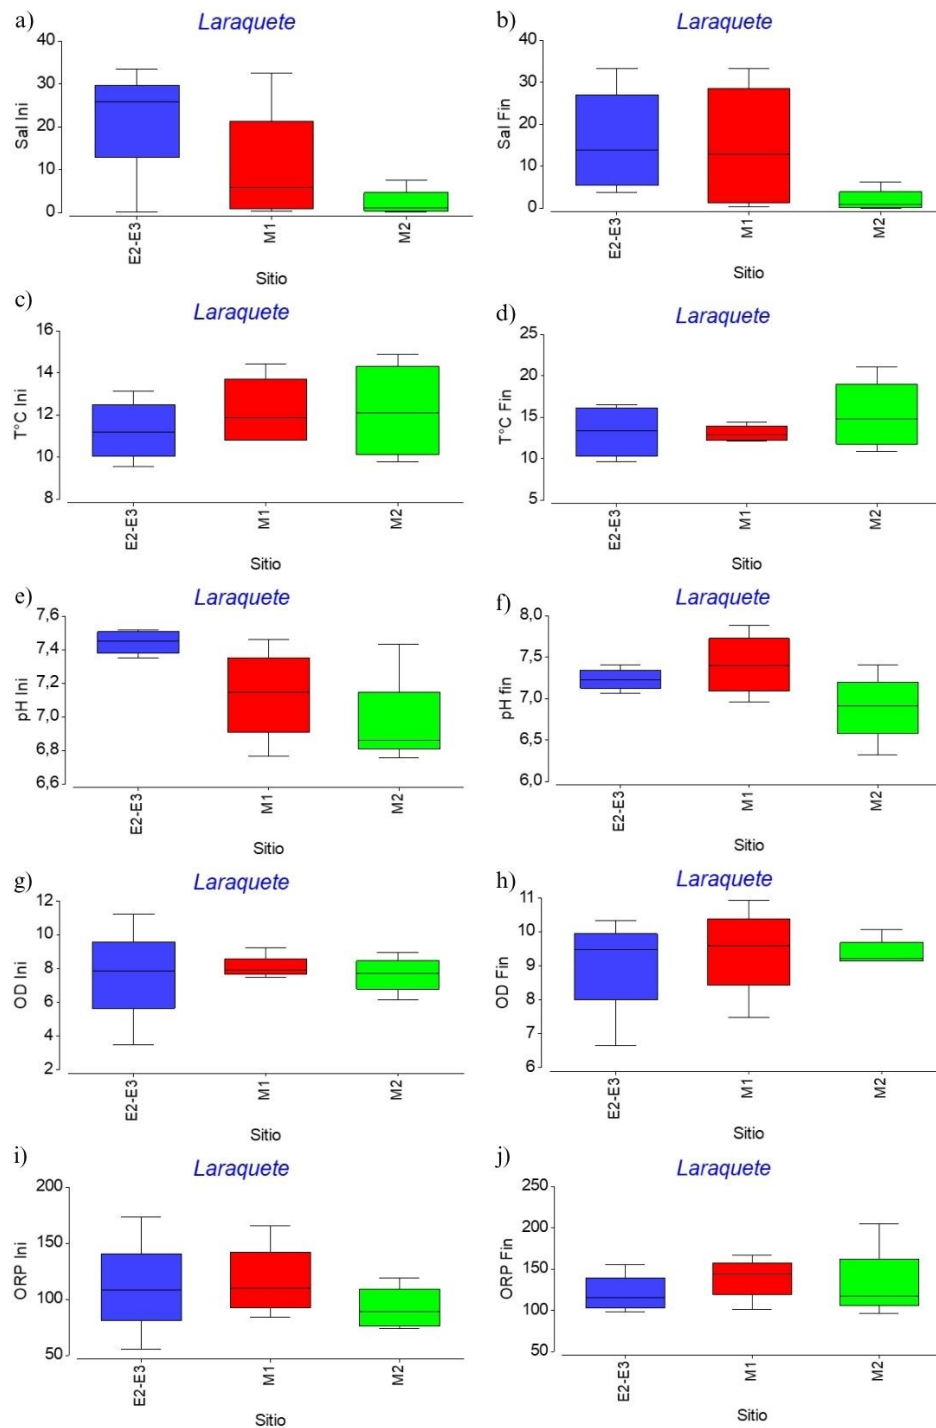 a) Laraquete
Sal Ini
40
30
20
10
0
E2-E3 M1 M2
Sitio
b) Laraquete
Sal Fin
40
30
20
10
0
E2-E3 M1 M2
Sitio
c) Laraquete
T°C Ini
16
14
12
10
8
E2-E3 M1 M2
Sitio
d) Laraquete
T°C Fin
25
20
15
10
5
E2-E3 M1 M2
Sitio
e) Laraquete
pH Ini
7,6
7,4
7,2
7,0
6,8
6,6
E2-E3 M1 M2
Sitio
f) Laraquete
pH fin
8,0
7,5
7,0
6,5
6,0
E2-E3 M1 M2
Sitio
g) Laraquete
OD Ini
12
10
8
6
4
2
E2-E3 M1 M2
Sitio
h) Laraquete
OD Fin
11
10
9
8
7
6
E2-E3 M1 M2
Sitio
i) Laraquete
ORP Ini
200
150
100
50
E2-E3 M1 M2
Sitio
j) Laraquete
ORP Fin
250
200
150
100
50
E2-E3 M1 M2
Sitio